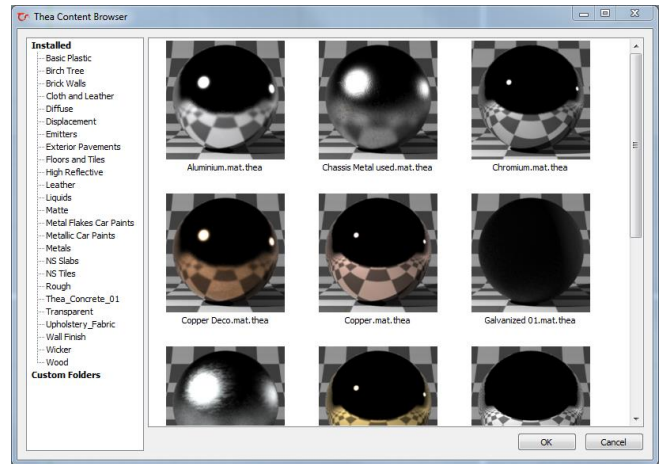 Thea Content Browser
Installed
Basic Plastic
Birch Tree
Brick Walls
Cloth and Leather
Diffuse
Displacement
Emitters
Exterior Pavements
Floors and Tiles
High Reflective
Leather
Liquids
Matte
Metal Flakes Car Paints
Metallic Car Paints
Metals
NS Slabs
NS Tiles
Rough
Thea_Concrete_01
Transparent
Upholstery_Fabric
Wall Finish
Wicker
Wood
Custom Folders
Aluminium.mat.thea
Chassis Metal used.mat.thea
Chromium.mat.thea
Copper Deco.mat.thea
Copper.mat.thea
Galvanized 01.mat.thea
OK
Cancel